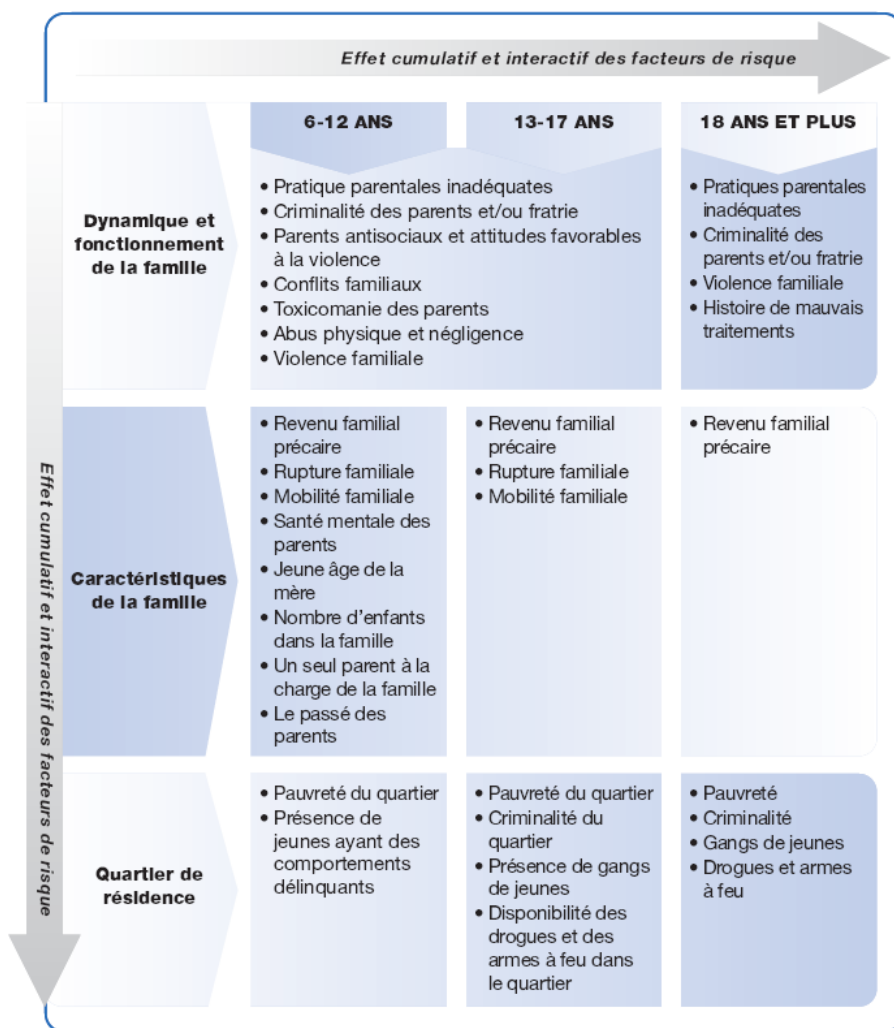 Effet cumulatif et interactif des facteurs de risque
6-12 ANS
13-17 ANS
18 ANS ET PLUS
Dynamique et
fonctionnement
de la famille
• Pratique parentales inadéquates
• Criminalité des parents et/ou fratrie
• Parents antisociaux et attitudes favorables
à la violence
• Conflits familiaux
• Toxicomanie des parents
• Abus physique et négligence
• Violence familiale
• Pratiques parentales
inadéquates
• Criminalité des
parents et/ou fratrie
• Violence familiale
• Histoire de mauvais
traitements
Effet cumulatif et interactif des facteurs de risque
Caractéristiques
de la famille
• Revenu familial
précaire
• Rupture familiale
• Mobilité familiale
• Santé mentale des
parents
• Jeune âge de la
mère
• Nombre d'enfants
dans la famille
• Un seul parent à la
charge de la famille
• Le passé des
parents
• Revenu familial
précaire
• Rupture familiale
• Mobilité familiale
• Revenu familial
précaire
Quartier de
résidence
• Pauvreté du quartier
• Présence de
jeunes ayant des
comportements
délinquants
• Pauvreté du quartier
• Criminalité du
quartier
• Présence de gangs
de jeunes
• Disponibilité des
drogues et des
armes à feu dans
le quartier
• Pauvreté
• Criminalité
• Gangs de jeunes
• Drogues et armes
à feu